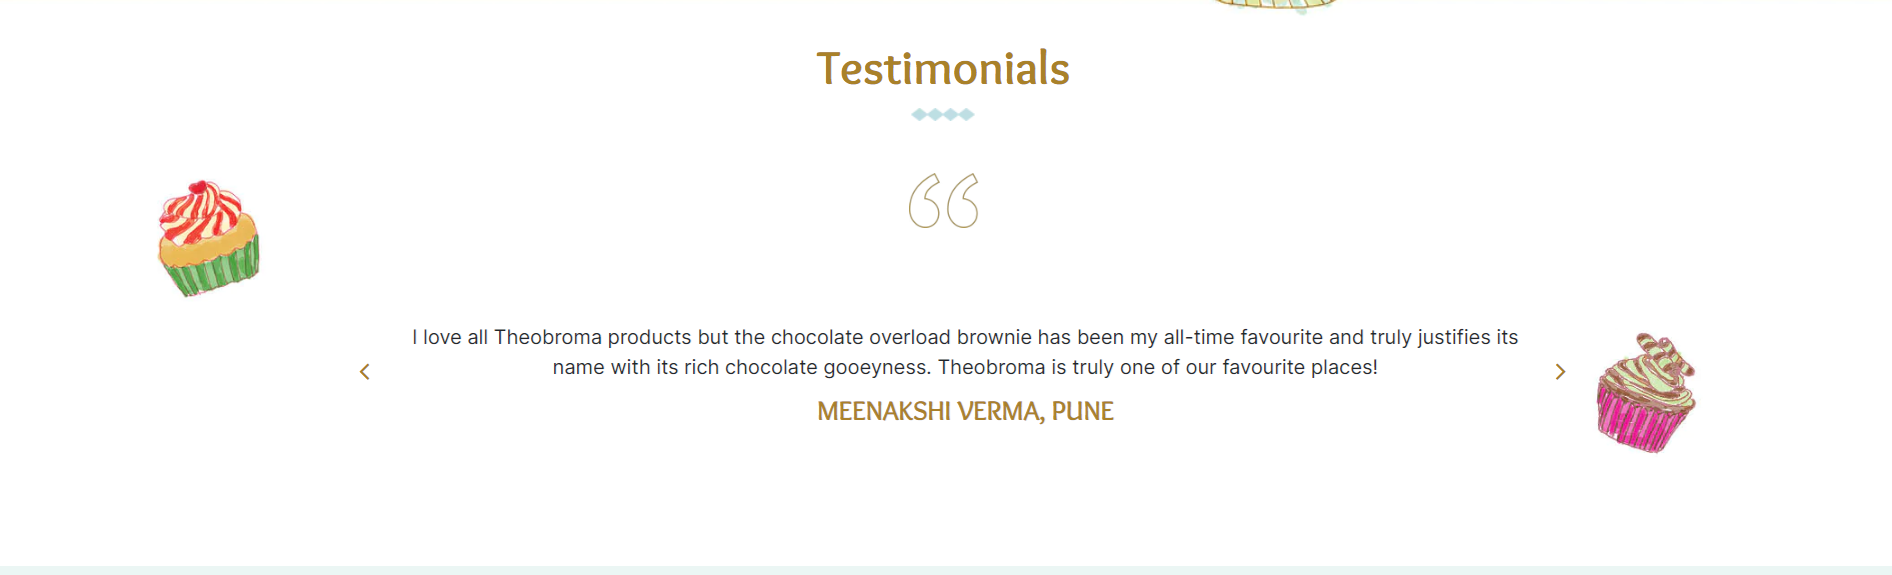 Testimonials
“
I love all Theobroma products but the chocolate overload brownie has been my all-time favourite and truly justifies its
name with its rich chocolate gooeyness. Theobroma is truly one of our favourite places!
MEENAKSHI VERMA, PUNE